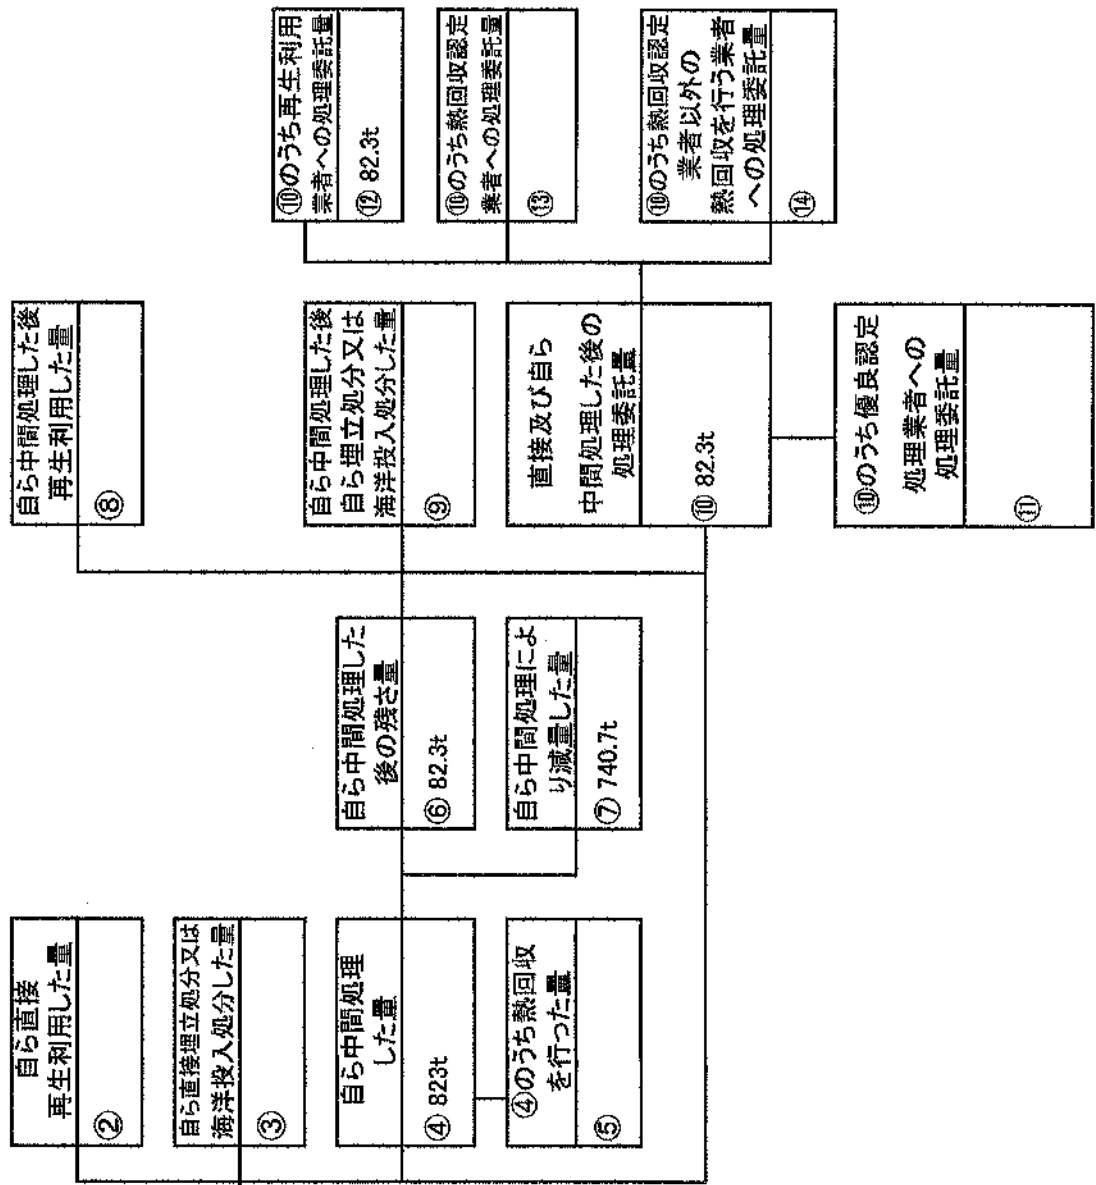 自ら直接
再生利用した量
②
自ら直接埋立処分又は
海洋投入処分した量
③
自ら中間処理
した量
④ 823t
④のうち熱回収
を行った量
⑤
自ら中間処理した
後の残さ量
⑥ 82.3t
自ら中間処理によ
り減量した量
⑦ 740.7t
自ら中間処理した後
再生利用した量
⑧
自ら中間処理した後
自ら埋立処分又は
海洋投入処分した量
⑨
直接及び自ら
中間処理した後の
処理委託量
⑩ 82.3t
⑩のうち優良認定
処理業者への
処理委託量
⑪
⑩のうち再生利用
業者への処理委託量
⑫ 82.3t
⑩のうち熱回収認定
業者への処理委託量
⑬
⑩のうち熱回収認定
業者以外の
熱回収を行う業者
への処理委託量
⑭